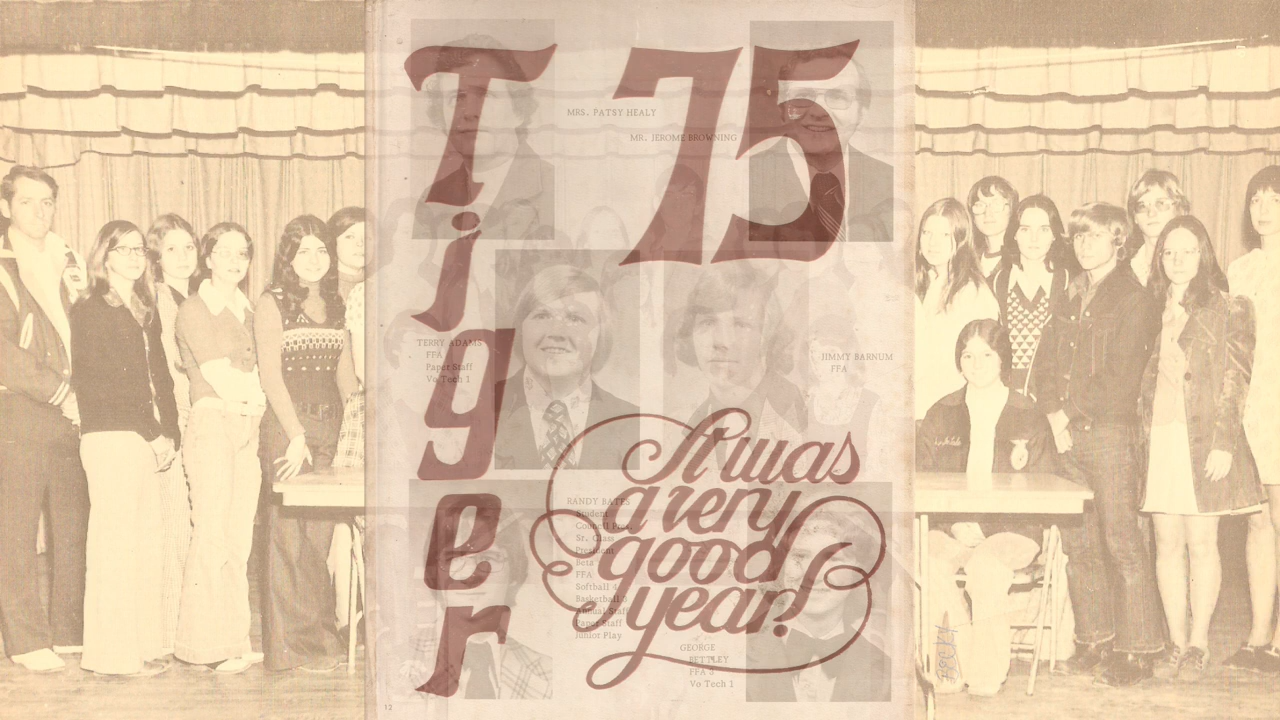 Tiger
75
MRS. PATSY HEALY
MR. JEROME BROWNING
TERRY ADAMS
FFA
Paper Staff
Vo Tech 1
JIMMY BARNUM
FFA
It was
a very
good
year!
RANDY BATES
Student
Council Pres.
Sr. Class
President
Beta
FFA
Softball 4
Basketball
Annual Staff
Paper Staff
Junior Play
GEORGE
BETTLEY
FFA 3
Vo Tech 1
12